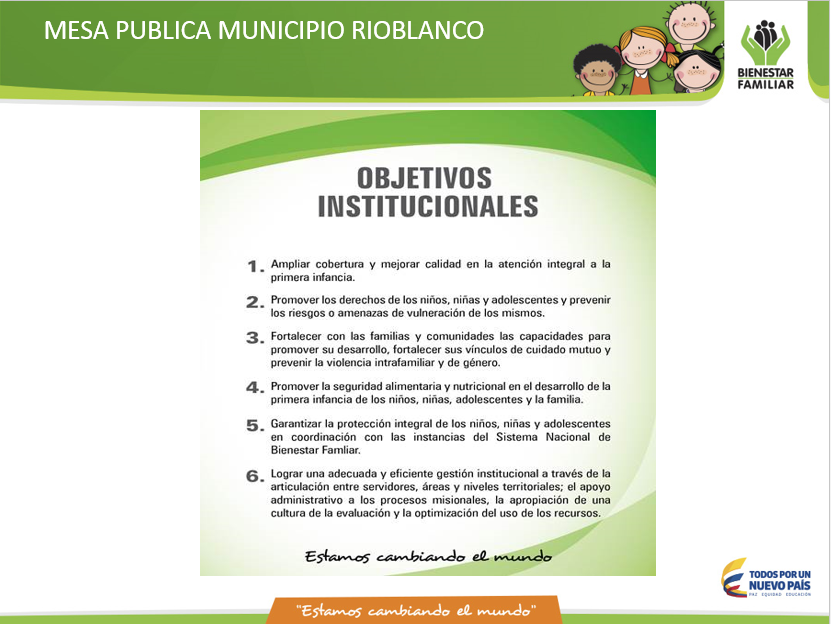 MESA PUBLICA MUNICIPIO RIOBLANCO
BIENESTAR
FAMILIAR
OBJETIVOS
INSTITUCIONALES
1. Ampliar cobertura y mejorar calidad en la atención integral a la
primera infancia.
2. Promover los derechos de los niños, niñas y adolescentes y prevenir
los riesgos o amenazas de vulneración de los mismos.
3. Fortalecer con las familias y comunidades las capacidades para
promover su desarrollo, fortalecer sus vínculos de cuidado mutuo y
prevenir la violencia intrafamiliar y de género.
4. Promover la seguridad alimentaria y nutricional en el desarrollo de la
primera infancia de los niños, niñas, adolescentes y la familia.
5. Garantizar la protección integral de los niños, niñas y adolescentes
en coordinación con las instancias del Sistema Nacional de
Bienestar Famliar.
6. Lograr una adecuada y eficiente gestión institucional a través de la
articulación entre servidores, áreas y niveles territoriales; el apoyo
administrativo a los procesos misionales, la apropiación de una
cultura de la evaluación y la optimización del uso de los recursos.
Estamos cambiando el mundo
TODOS POR UN
NUEVO PAÍS
PAZ EQUIDAD EDUCACIÓN
"Estamos cambiando el mundo"